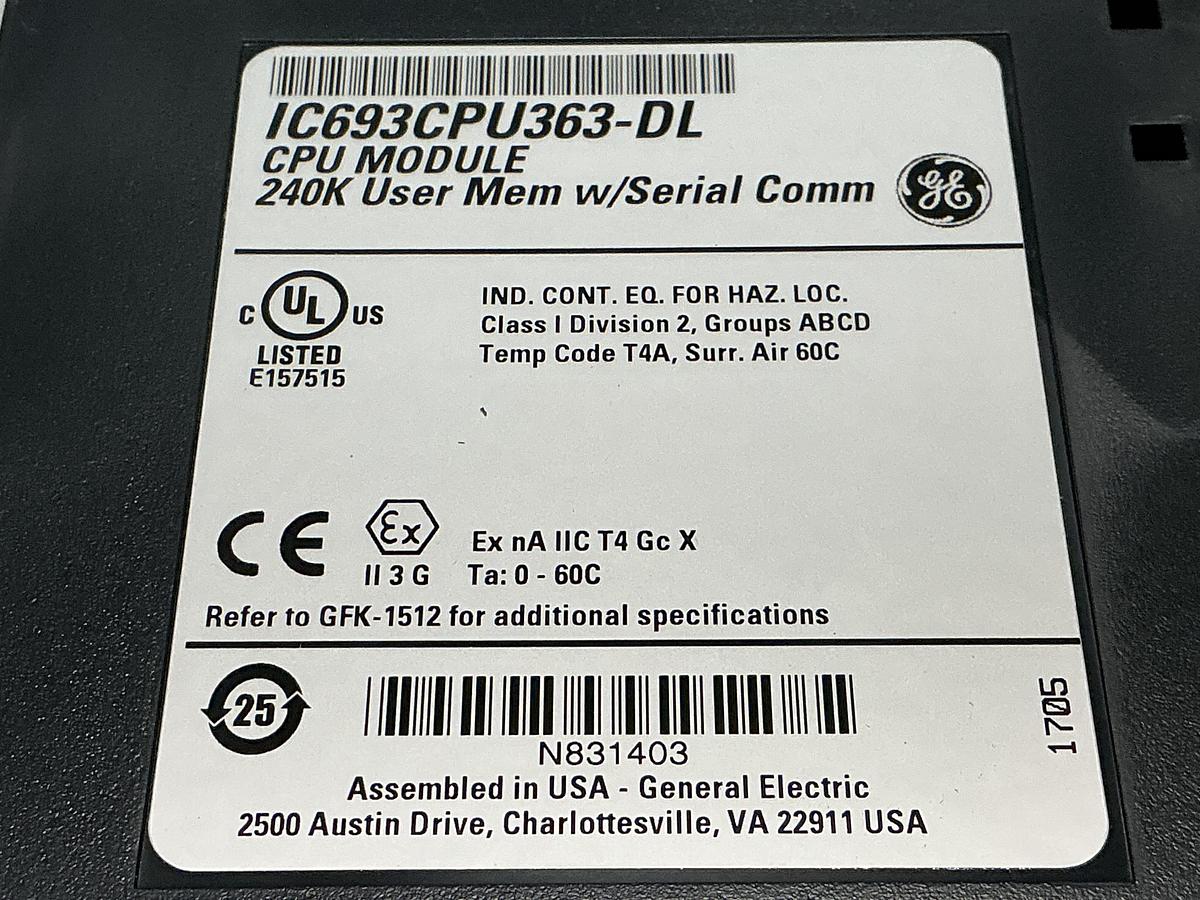 IC693CPU363-DL
CPU MODULE
240K User Mem w/Serial Comm
GE
C UL US
LISTED
E157515
IND. CONT. EQ. FOR HAZ. LOC.
Class I Division 2, Groups ABCD
Temp Code T4A, Surr. Air 60C
CE
Ex
II 3 G
Ex nA IIC T4 Gc X
Ta: 0 - 60C
Refer to GFK-1512 for additional specifications
25
N831403
1705
Assembled in USA - General Electric
2500 Austin Drive, Charlottesville, VA 22911 USA